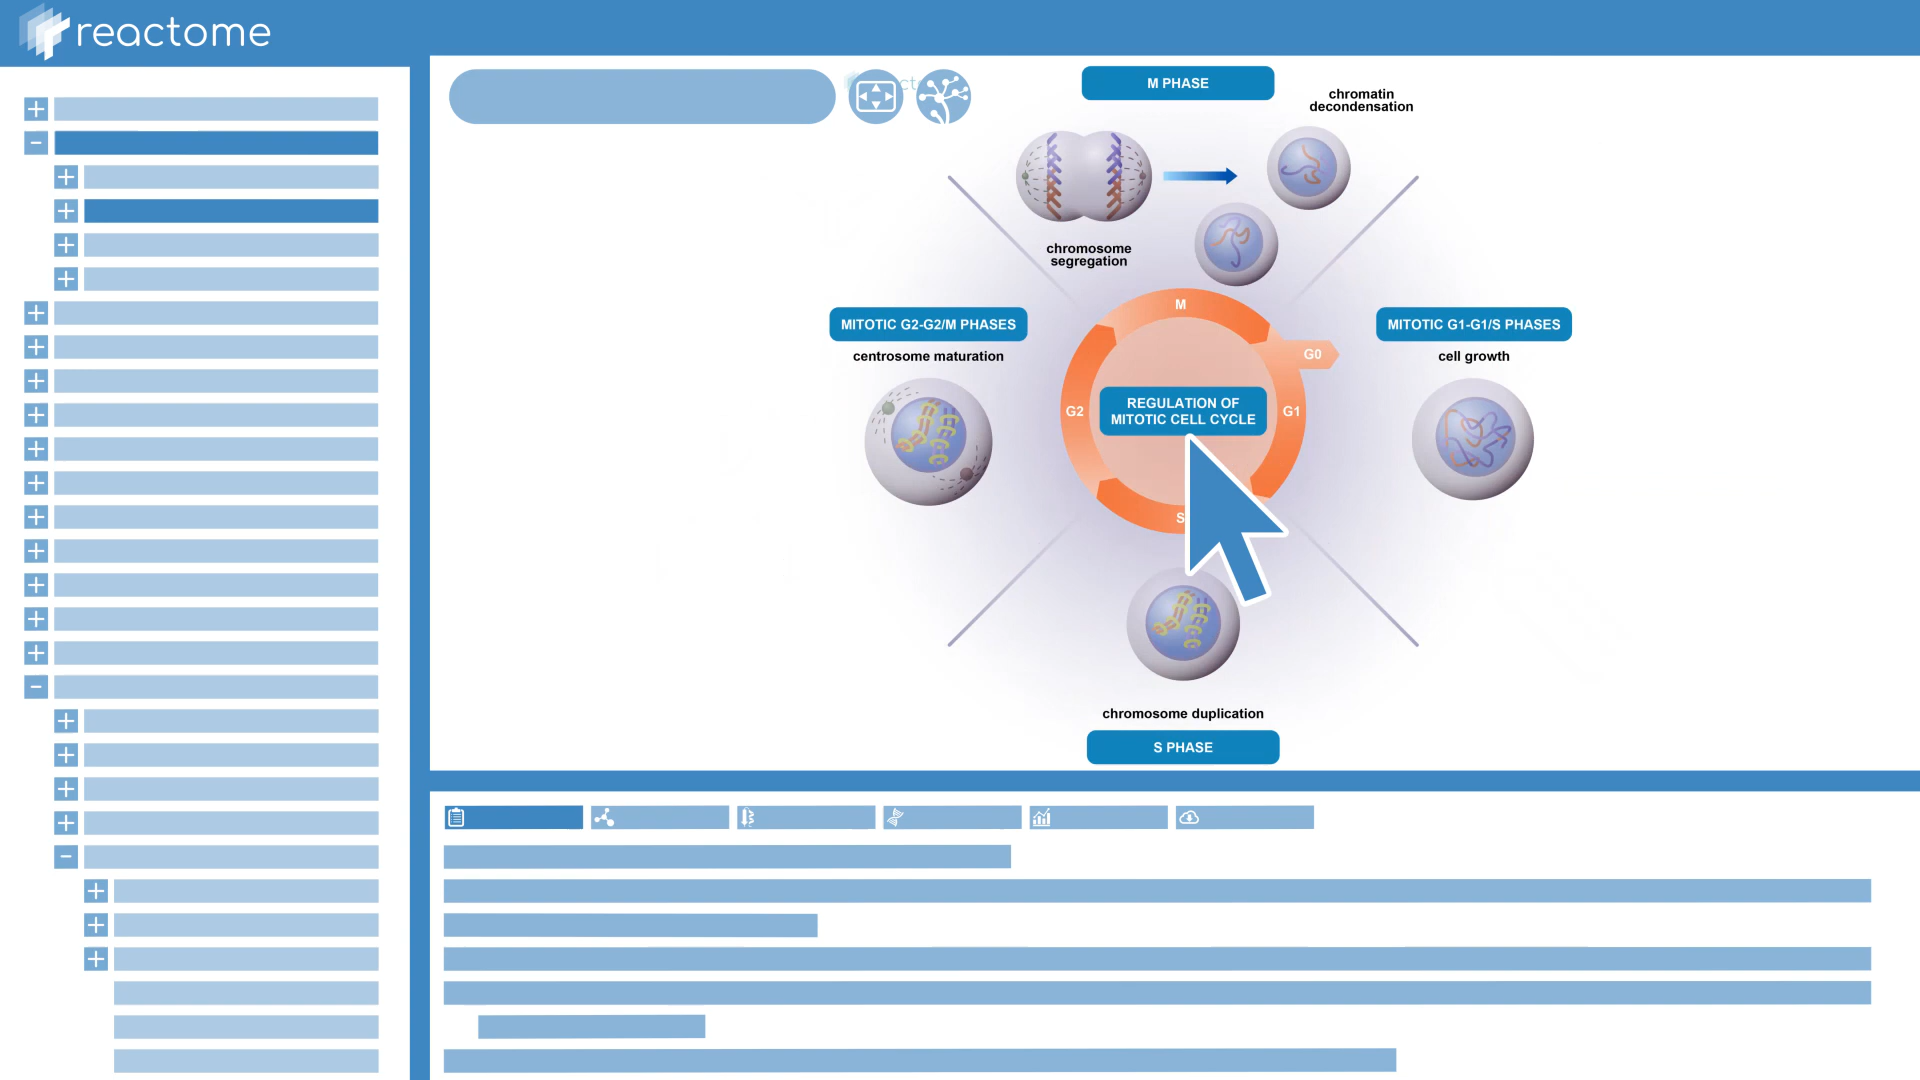 reactome
M PHASE
chromatin
decondensation
chromosome
segregation
MITOTIC G2-G2/M PHASES
centrosome maturation
MITOTIC G1-G1/S PHASES
cell growth
M
G0
G2
G1
REGULATION OF
MITOTIC CELL CYCLE
S
chromosome duplication
S PHASE